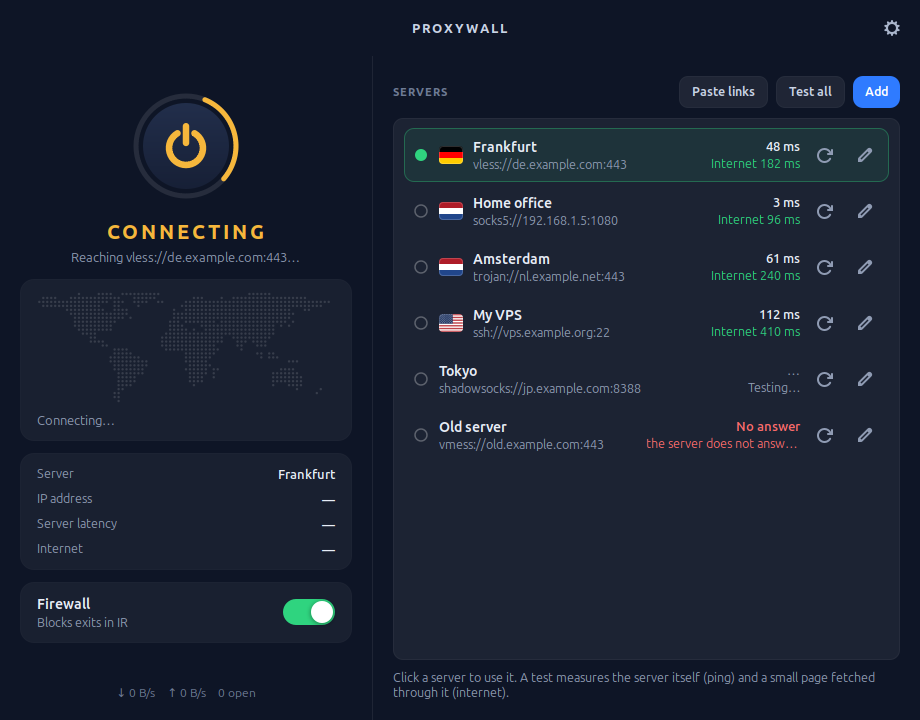 PROXYWALL
CONNECTING
Reaching vless://de.example.com:443…
Connecting…
Server Frankfurt
IP address —
Server latency —
Internet —
Firewall
Blocks exits in IR
↓ 0 B/s ↑ 0 B/s 0 open
SERVERS Paste links Test all Add
Frankfurt 48 ms
vless://de.example.com:443 Internet 182 ms
Home office 3 ms
socks5://192.168.1.5:1080 Internet 96 ms
Amsterdam 61 ms
trojan://nl.example.net:443 Internet 240 ms
My VPS 112 ms
ssh://vps.example.org:22 Internet 410 ms
Tokyo …
shadowsocks://jp.example.com:8388 Testing…
Old server No answer
vmess://old.example.com:443 the server does not answ…
Click a server to use it. A test measures the server itself (ping) and a small page fetched
through it (internet).